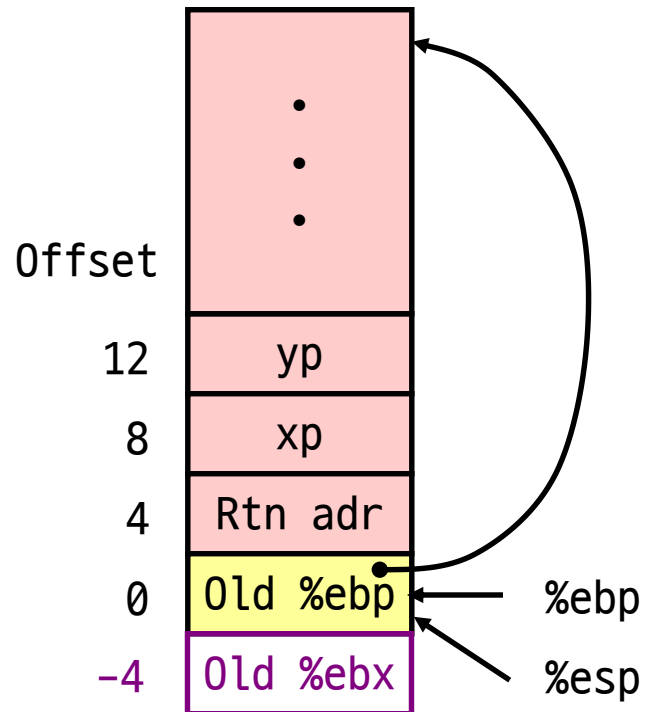 Offset
12 yp
8 xp
4 Rtn adr
0 Old %ebp %ebp
-4 Old %ebx %esp